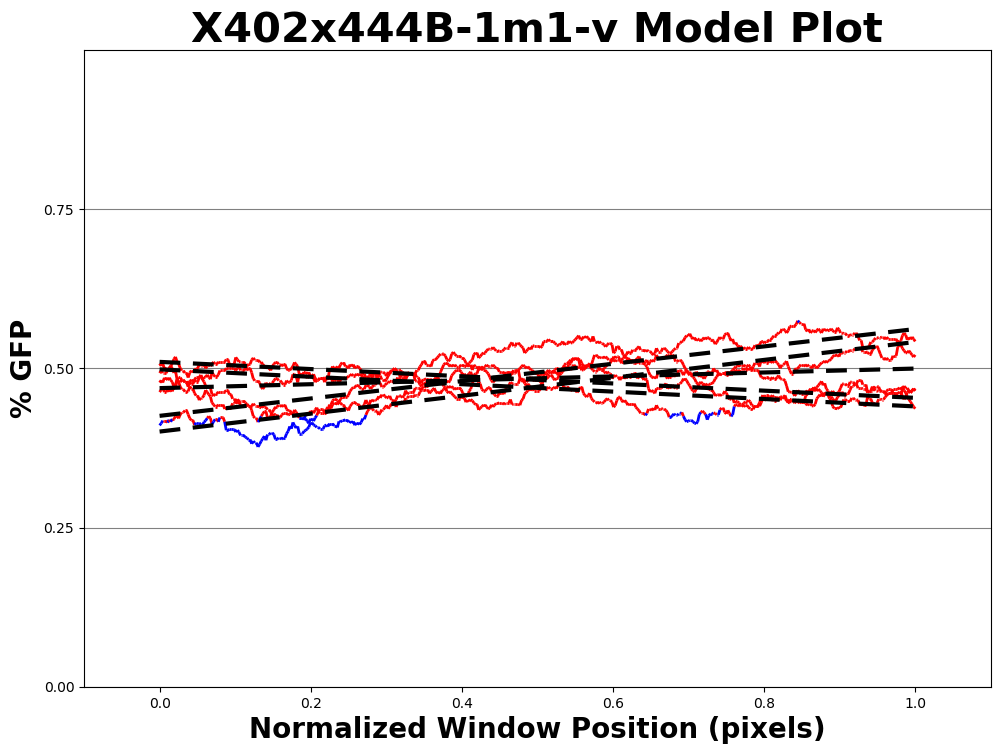 X402x444B-1m1-v Model Plot
% GFP
0.75
0.50
0.25
0.00
0.0 0.2 0.4 0.6 0.8 1.0
Normalized Window Position (pixels)